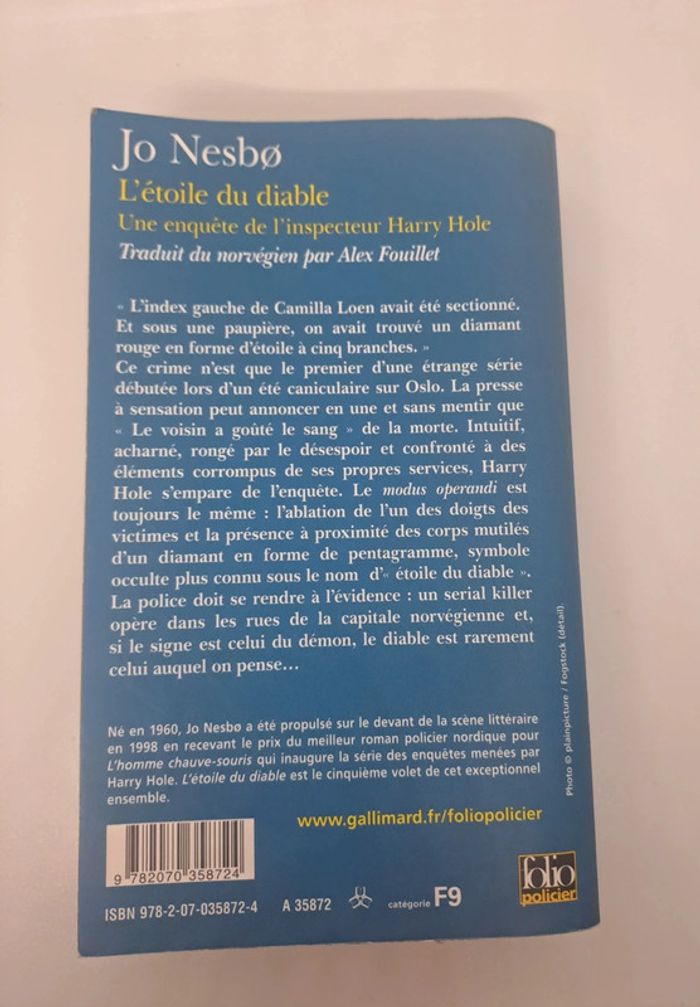 Jo Nesbø
L'étoile du diable
Une enquête de l'inspecteur Harry Hole
Traduit du norvégien par Alex Fouillet
« L'index gauche de Camilla Loen avait été sectionné.
Et sous une paupière, on avait trouvé un diamant
rouge en forme d'étoile à cinq branches. »
Ce crime n'est que le premier d'une étrange série
débutée lors d'un été caniculaire sur Oslo. La presse
à sensation peut annoncer en une et sans mentir que
« Le voisin a goûté le sang » de la morte. Intuitif,
acharné, rongé par le désespoir et confronté à des
éléments corrompus de ses propres services, Harry
Hole s'empare de l'enquête. Le modus operandi est
toujours le même : l'ablation de l'un des doigts des
victimes et la présence à proximité des corps mutilés
d'un diamant en forme de pentagramme, symbole
occulte plus connu sous le nom d'« étoile du diable ».
La police doit se rendre à l'évidence : un serial killer
opère dans les rues de la capitale norvégienne et,
si le signe est celui du démon, le diable est rarement
celui auquel on pense...
Né en 1960, Jo Nesbø a été propulsé sur le devant de la scène littéraire
en 1998 en recevant le prix du meilleur roman policier nordique pour
L'homme chauve-souris qui inaugure la série des enquêtes menées par
Harry Hole. L'étoile du diable est le cinquième volet de cet exceptionnel
ensemble.
www.gallimard.fr/foliopolicier
9 782070 358724
ISBN 978-2-07-035872-4
A 35872
catégorie F9
folio
policier
Photo © plainpicture / Fogstock (détail).